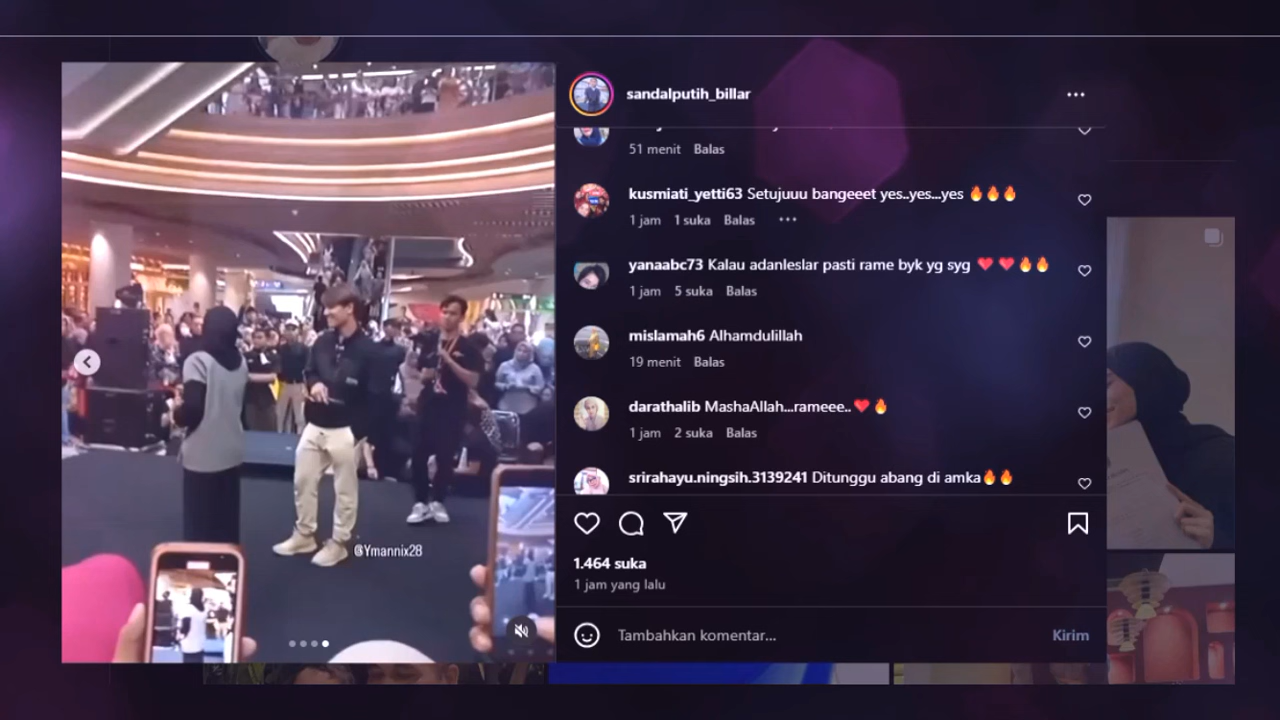 sandalputih_billar
51 menit Balas
kusmiati_yetti63 Setujuuu bangeeet yes..yes...yes 🔥🔥🔥
1 jam 1 suka Balas
yanaabc73 Kalau adanleslar pasti rame byk yg syg ❤️❤️🔥🔥
1 jam 5 suka Balas
mislamah6 Alhamdulillah
19 menit Balas
darathalib MashaAllah...rameee..❤️🔥
1 jam 2 suka Balas
srirahayu.ningsih.3139241 Ditunggu abang di amka🔥🔥
@Ymannix28
1.464 suka
1 jam yang lalu
Tambahkan komentar...
Kirim